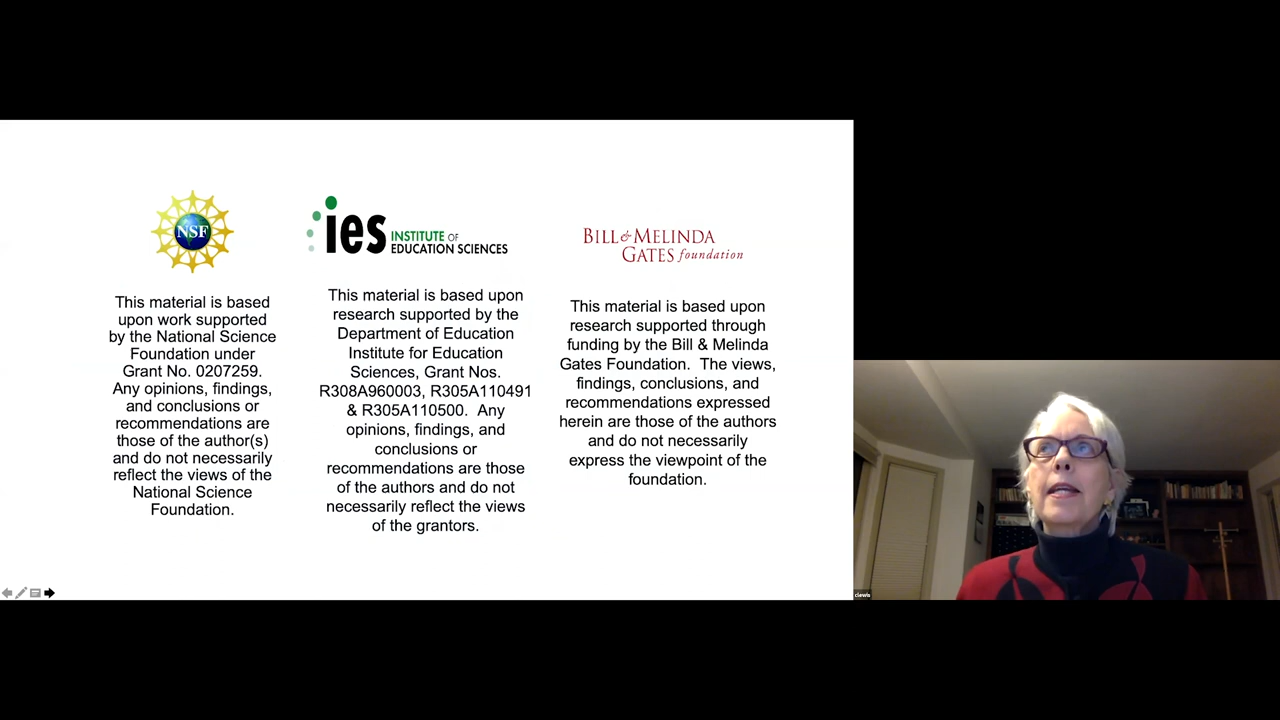 NSF
This material is based
upon work supported
by the National Science
Foundation under
Grant No. 0207259.
Any opinions, findings,
and conclusions or
recommendations are
those of the author(s)
and do not necessarily
reflect the views of the
National Science
Foundation.
ies INSTITUTE OF
EDUCATION SCIENCES
This material is based upon
research supported by the
Department of Education
Institute for Education
Sciences, Grant Nos.
R308A960003, R305A110491
& R305A110500.  Any
opinions, findings, and
conclusions or
recommendations are those
of the authors and do not
necessarily reflect the views
of the grantors.
BILL & MELINDA
GATES foundation
This material is based upon
research supported through
funding by the Bill & Melinda
Gates Foundation.  The views,
findings, conclusions, and
recommendations expressed
herein are those of the authors
and do not necessarily
express the viewpoint of the
foundation.
clewis